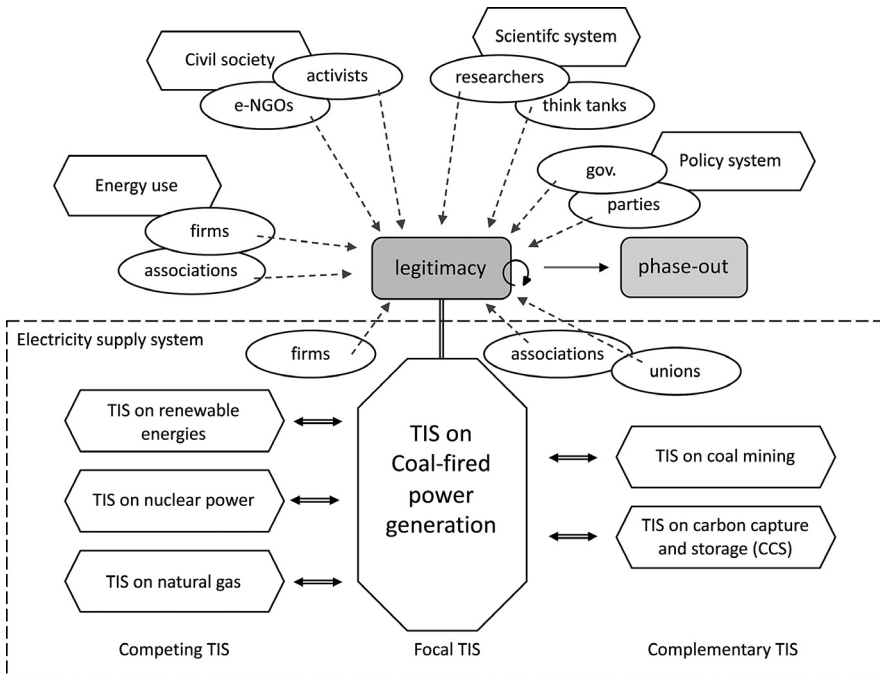 Scientifc system
Civil society
activists
researchers
e-NGOs
think tanks
Policy system
gov.
Energy use
parties
firms
legitimacy
phase-out
associations
Electricity supply system
firms
associations
unions
TIS on renewable
energies
TIS on
Coal-fired
power
generation
TIS on coal mining
TIS on nuclear power
TIS on carbon capture
and storage (CCS)
TIS on natural gas
Competing TIS
Focal TIS
Complementary TIS